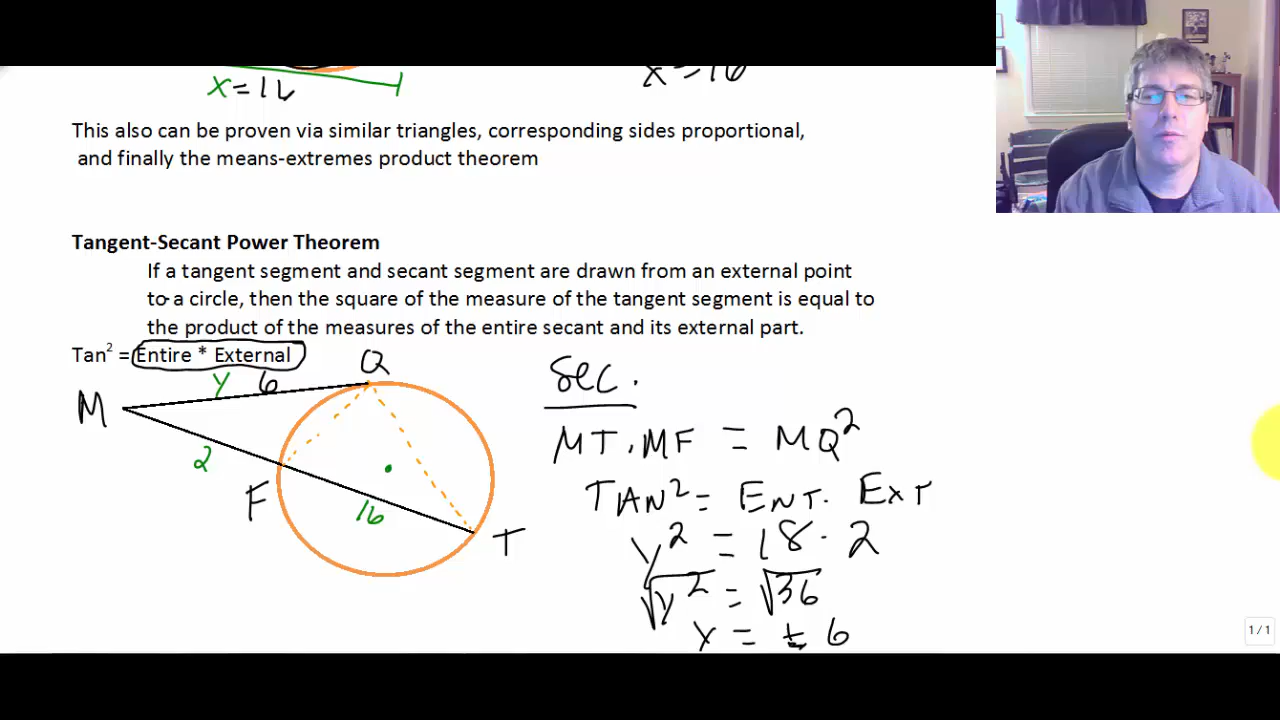 x=16
x=16
This also can be proven via similar triangles, corresponding sides proportional,
and finally the means-extremes product theorem
Tangent-Secant Power Theorem
If a tangent segment and secant segment are drawn from an external point
to a circle, then the square of the measure of the tangent segment is equal to
the product of the measures of the entire secant and its external part.
Tan² = Entire * External
Q
y 6
M
2
F
16
T
Sec.
MT · MF = MQ²
TAN² = ENT. EXT
y² = 18 · 2
√y² = √36
y = ± 6
1 / 1